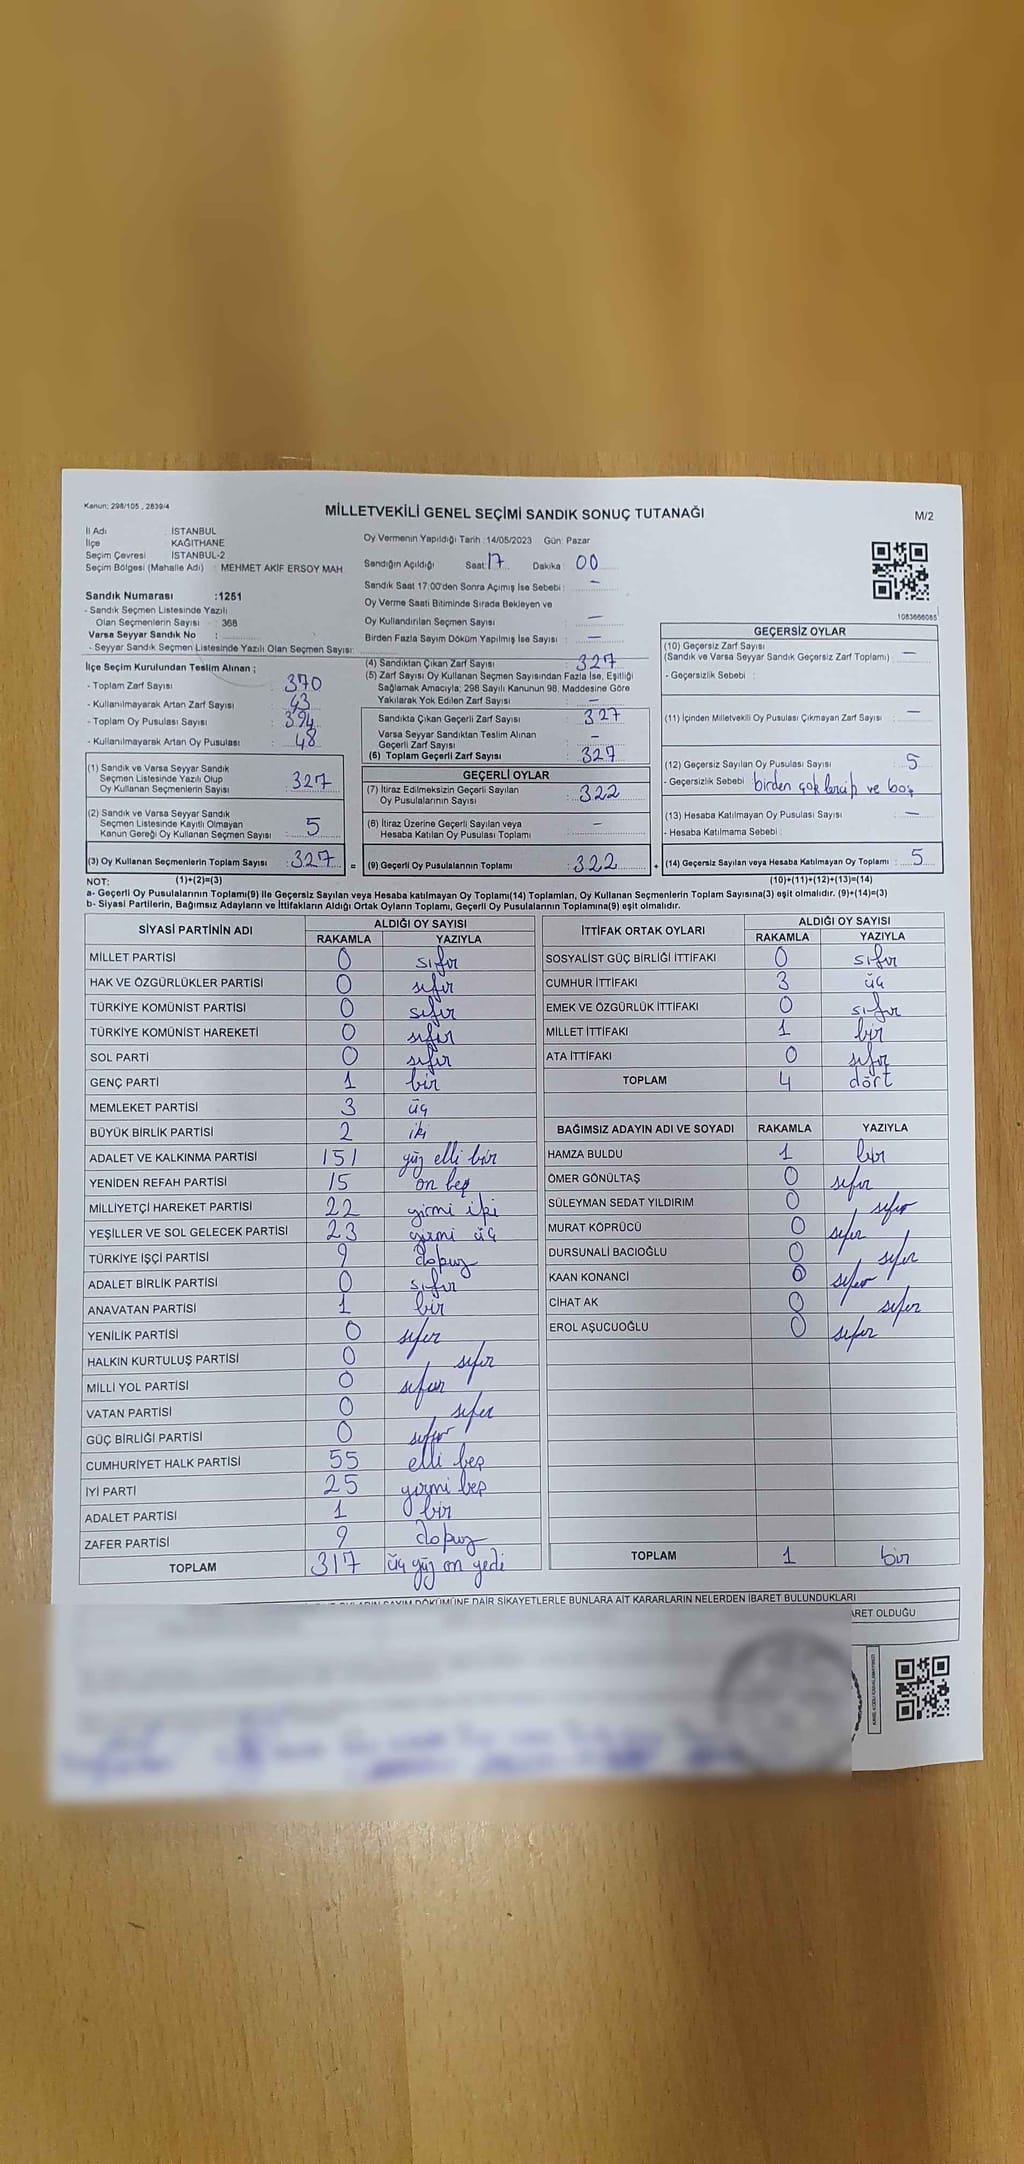 Kanun: 298/105 , 2839/4
MİLLETVEKİLİ GENEL SEÇİMİ SANDIK SONUÇ TUTANAĞI
M/2
İl Adı : İSTANBUL
İlçe KAĞITHANE
Seçim Çevresi İSTANBUL-2
Seçim Bölgesi (Mahalle Adı) : MEHMET AKİF ERSOY MAH
Sandık Numarası :1251
- Sandık Seçmen Listesinde Yazılı
Olan Seçmenlerin Sayısı : 368
Varsa Seyyar Sandık No :
- Seyyar Sandık Seçmen Listesinde Yazılı Olan Seçmen Sayısı:
Oy Vermenin Yapıldığı Tarih :14/05/2023 Gün: Pazar
Sandığın Açıldığı Saat 17 Dakika : 00
Sandık Saat 17:00'den Sonra Açımış İse Sebebi : —
Oy Verme Saati Bitiminde Sırada Bekleyen ve
Oy Kullandırılan Seçmen Sayısı : —
Birden Fazla Sayım Döküm Yapılmış İse Sayısı : —
1083666085
İlçe Seçim Kurulundan Teslim Alınan ;
- Toplam Zarf Sayısı : 370
- Kullanılmayarak Artan Zarf Sayısı : 43
- Toplam Oy Pusulası Sayısı : 394
- Kullanılmayarak Artan Oy Pusulası : 48
(1) Sandık ve Varsa Seyyar Sandık
Seçmen Listesinde Yazılı Olup
Oy Kullanan Seçmenlerin Sayısı : 327
(2) Sandık ve Varsa Seyyar Sandık
Seçmen Listesinde Kayıtlı Olmayan
Kanun Gereği Oy Kullanan Seçmen Sayısı : 5
(3) Oy Kullanan Seçmenlerin Toplam Sayısı : 327 =
(4) Sandıktan Çıkan Zarf Sayısı : 327
(5) Zarf Sayısı Oy Kullanan Seçmen Sayısından Fazla İse, Eşitliği
Sağlamak Amacıyla; 298 Sayılı Kanunun 98. Maddesine Göre
Yakılarak Yok Edilen Zarf Sayısı : —
Sandıkta Çıkan Geçerli Zarf Sayısı : 327
Varsa Seyyar Sandıktan Teslim Alınan
Geçerli Zarf Sayısı : —
(6) Toplam Geçerli Zarf Sayısı : 327
GEÇERLİ OYLAR
(7) İtiraz Edilmeksizin Geçerli Sayılan
Oy Pusulalarının Sayısı : 322
(8) İtiraz Üzerine Geçerli Sayılan veya
Hesaba Katılan Oy Pusulası Toplamı : —
(9) Geçerli Oy Pusulalarının Toplamı : 322 +
GEÇERSİZ OYLAR
(10) Geçersiz Zarf Sayısı
(Sandık ve Varsa Seyyar Sandık Geçersiz Zarf Toplamı) : —
- Geçersizlik Sebebi :
(11) İçinden Milletvekili Oy Pusulası Çıkmayan Zarf Sayısı : —
(12) Geçersiz Sayılan Oy Pusulası Sayısı : 5
- Geçersizlik Sebebi : birden çok tercih ve boş
(13) Hesaba Katılmayan Oy Pusulası Sayısı : —
- Hesaba Katılmama Sebebi :
(14) Geçersiz Sayılan veya Hesaba Katılmayan Oy Toplamı : 5
NOT: (1)+(2)=(3) (10)+(11)+(12)+(13)=(14)
a- Geçerli Oy Pusulalarının Toplamı(9) ile Geçersiz Sayılan veya Hesaba katılmayan Oy Toplamı(14) Toplamları, Oy Kullanan Seçmenlerin Toplam Sayısına(3) eşit olmalıdır. (9)+(14)=(3)
b- Siyasi Partilerin, Bağımsız Adayların ve İttifakların Aldığı Ortak Oyların Toplamı, Geçerli Oy Pusulalarının Toplamına(9) eşit olmalıdır.
SİYASİ PARTİNİN ADI ALDIĞI OY SAYISI
RAKAMLA YAZIYLA
MİLLET PARTİSİ 0 sıfır
HAK VE ÖZGÜRLÜKLER PARTİSİ 0 sıfır
TÜRKİYE KOMÜNİST PARTİSİ 0 sıfır
TÜRKİYE KOMÜNİST HAREKETİ 0 sıfır
SOL PARTİ 0 sıfır
GENÇ PARTİ 1 bir
MEMLEKET PARTİSİ 3 üç
BÜYÜK BİRLİK PARTİSİ 2 iki
ADALET VE KALKINMA PARTİSİ 151 yüz elli bir
YENİDEN REFAH PARTİSİ 15 on beş
MİLLİYETÇİ HAREKET PARTİSİ 22 yirmi iki
YEŞİLLER VE SOL GELECEK PARTİSİ 23 yirmi üç
TÜRKİYE İŞÇİ PARTİSİ 9 dokuz
ADALET BİRLİK PARTİSİ 0 sıfır
ANAVATAN PARTİSİ 1 bir
YENİLİK PARTİSİ 0 sıfır
HALKIN KURTULUŞ PARTİSİ 0 sıfır
MİLLİ YOL PARTİSİ 0 sıfır
VATAN PARTİSİ 0 sıfır
GÜÇ BİRLİĞİ PARTİSİ 0 sıfır
CUMHURİYET HALK PARTİSİ 55 elli beş
İYİ PARTİ 25 yirmi beş
ADALET PARTİSİ 1 bir
ZAFER PARTİSİ 9 dokuz
TOPLAM 317 üç yüz on yedi
İTTİFAK ORTAK OYLARI ALDIĞI OY SAYISI
RAKAMLA YAZIYLA
SOSYALİST GÜÇ BİRLİĞİ İTTİFAKI 0 sıfır
CUMHUR İTTİFAKI 3 üç
EMEK VE ÖZGÜRLÜK İTTİFAKI 0 sıfır
MİLLET İTTİFAKI 1 bir
ATA İTTİFAKI 0 sıfır
TOPLAM 4 dört
BAĞIMSIZ ADAYIN ADI VE SOYADI RAKAMLA YAZIYLA
HAMZA BULDU 1 bir
ÖMER GÖNÜLTAŞ 0 sıfır
SÜLEYMAN SEDAT YILDIRIM 0 sıfır
MURAT KÖPRÜCÜ 0 sıfır
DURSUNALİ BACIOĞLU 0 sıfır
KAAN KONANCİ 0 sıfır
CİHAT AK 0 sıfır
EROL AŞUCUOĞLU 0 sıfır
TOPLAM 1 bir
DÖKÜMÜNE DAİR ŞİKAYETLERLE BUNLARA AİT KARARLARIN NELERDEN İBARET BULUNDUKLARI
ARET OLDUĞU